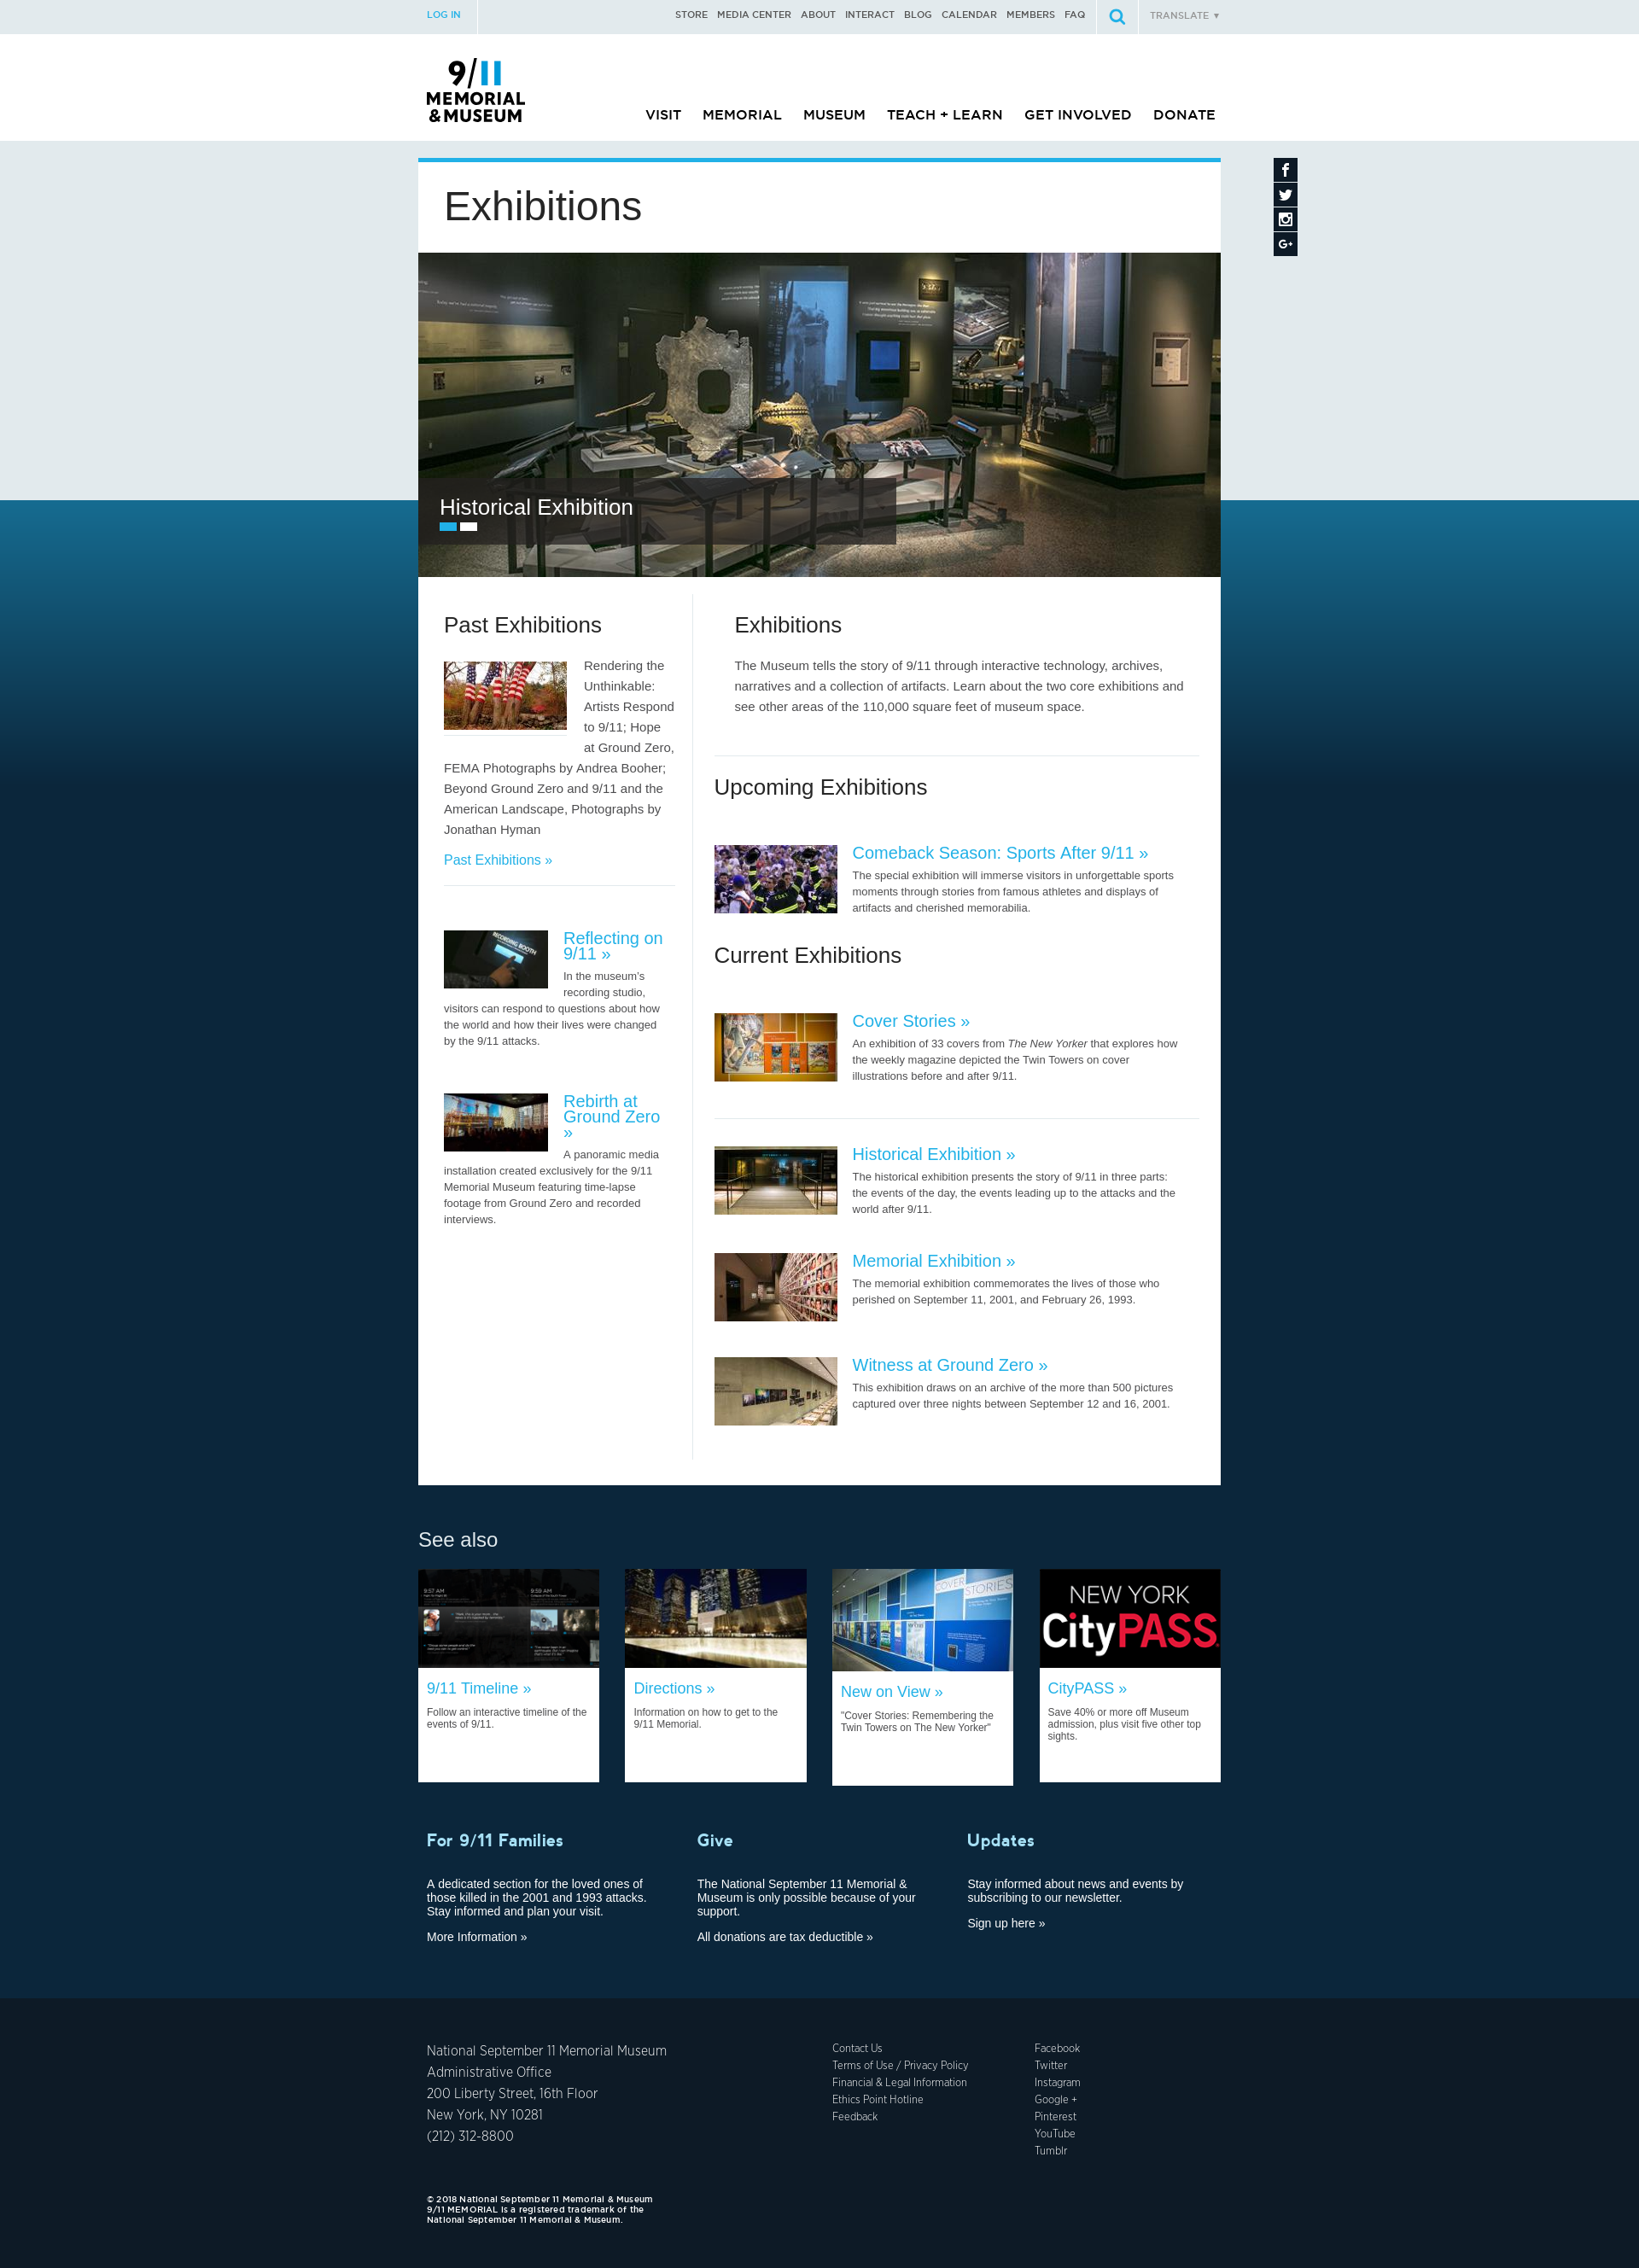 LOG IN
STORE MEDIA CENTER ABOUT INTERACT BLOG CALENDAR MEMBERS FAQ
TRANSLATE ▼
9/11
MEMORIAL
&MUSEUM
VISIT MEMORIAL MUSEUM TEACH + LEARN GET INVOLVED DONATE
Exhibitions
Historical Exhibition
Past Exhibitions
Rendering the
Unthinkable:
Artists Respond
to 9/11; Hope
at Ground Zero,
FEMA Photographs by Andrea Booher;
Beyond Ground Zero and 9/11 and the
American Landscape, Photographs by
Jonathan Hyman
Past Exhibitions »
RECORDING BOOTH
Reflecting on
9/11 »
In the museum's
recording studio,
visitors can respond to questions about how
the world and how their lives were changed
by the 9/11 attacks.
Rebirth at
Ground Zero
»
A panoramic media
installation created exclusively for the 9/11
Memorial Museum featuring time-lapse
footage from Ground Zero and recorded
interviews.
Exhibitions
The Museum tells the story of 9/11 through interactive technology, archives,
narratives and a collection of artifacts. Learn about the two core exhibitions and
see other areas of the 110,000 square feet of museum space.
Upcoming Exhibitions
Comeback Season: Sports After 9/11 »
The special exhibition will immerse visitors in unforgettable sports
moments through stories from famous athletes and displays of
artifacts and cherished memorabilia.
Current Exhibitions
Cover Stories »
An exhibition of 33 covers from The New Yorker that explores how
the weekly magazine depicted the Twin Towers on cover
illustrations before and after 9/11.
Historical Exhibition »
The historical exhibition presents the story of 9/11 in three parts:
the events of the day, the events leading up to the attacks and the
world after 9/11.
Memorial Exhibition »
The memorial exhibition commemorates the lives of those who
perished on September 11, 2001, and February 26, 1993.
Witness at Ground Zero »
This exhibition draws on an archive of the more than 500 pictures
captured over three nights between September 12 and 16, 2001.
See also
9:57 AM
9:59 AM
9/11 Timeline »
Follow an interactive timeline of the
events of 9/11.
Directions »
Information on how to get to the
9/11 Memorial.
COVER STORIES
New on View »
"Cover Stories: Remembering the
Twin Towers on The New Yorker"
NEW YORK
CityPASS
CityPASS »
Save 40% or more off Museum
admission, plus visit five other top
sights.
For 9/11 Families
A dedicated section for the loved ones of
those killed in the 2001 and 1993 attacks.
Stay informed and plan your visit.
More Information »
Give
The National September 11 Memorial &
Museum is only possible because of your
support.
All donations are tax deductible »
Updates
Stay informed about news and events by
subscribing to our newsletter.
Sign up here »
National September 11 Memorial Museum
Administrative Office
200 Liberty Street, 16th Floor
New York, NY 10281
(212) 312-8800
Contact Us
Terms of Use / Privacy Policy
Financial & Legal Information
Ethics Point Hotline
Feedback
Facebook
Twitter
Instagram
Google +
Pinterest
YouTube
Tumblr
© 2018 National September 11 Memorial & Museum
9/11 MEMORIAL is a registered trademark of the
National September 11 Memorial & Museum.